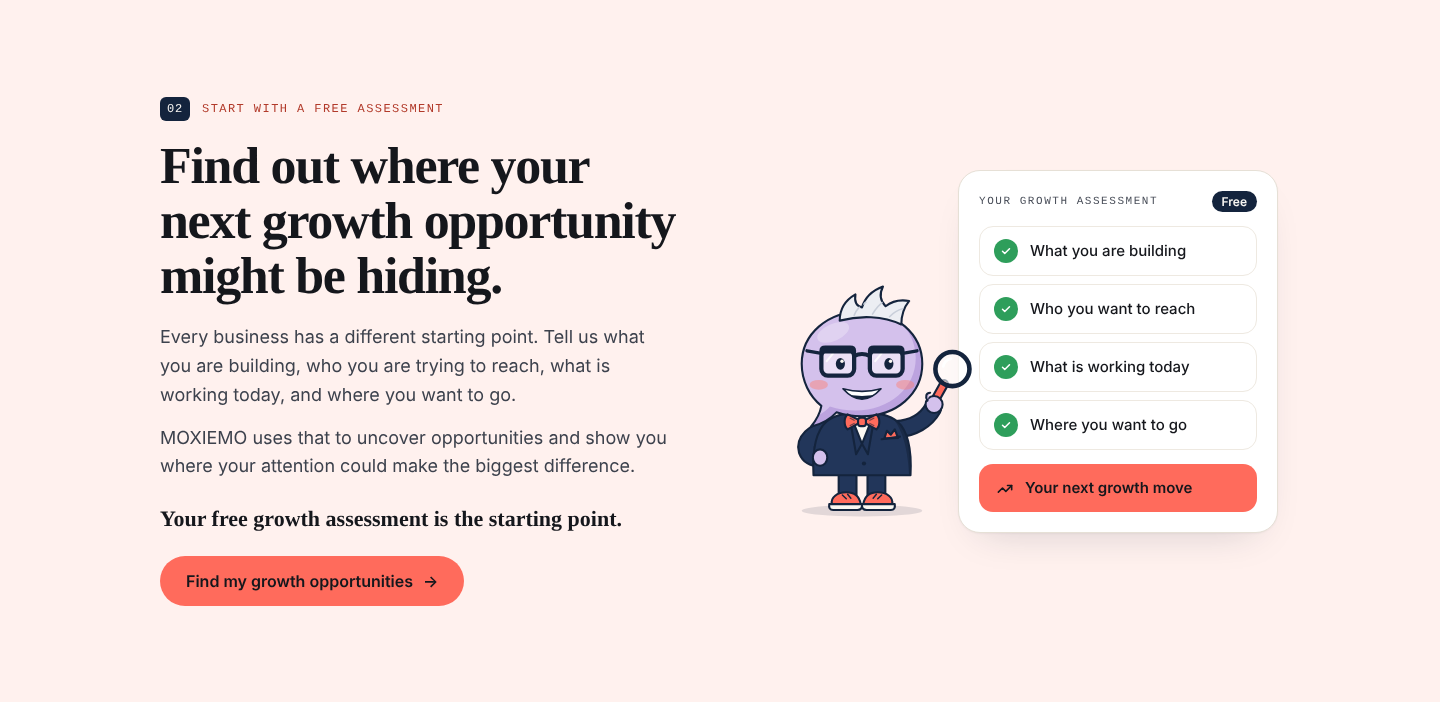 02 START WITH A FREE ASSESSMENT
Find out where your
next growth opportunity
might be hiding.
Every business has a different starting point. Tell us what
you are building, who you are trying to reach, what is
working today, and where you want to go.
MOXIEMO uses that to uncover opportunities and show you
where your attention could make the biggest difference.
Your free growth assessment is the starting point.
Find my growth opportunities →
YOUR GROWTH ASSESSMENT Free
What you are building
Who you want to reach
What is working today
Where you want to go
Your next growth move